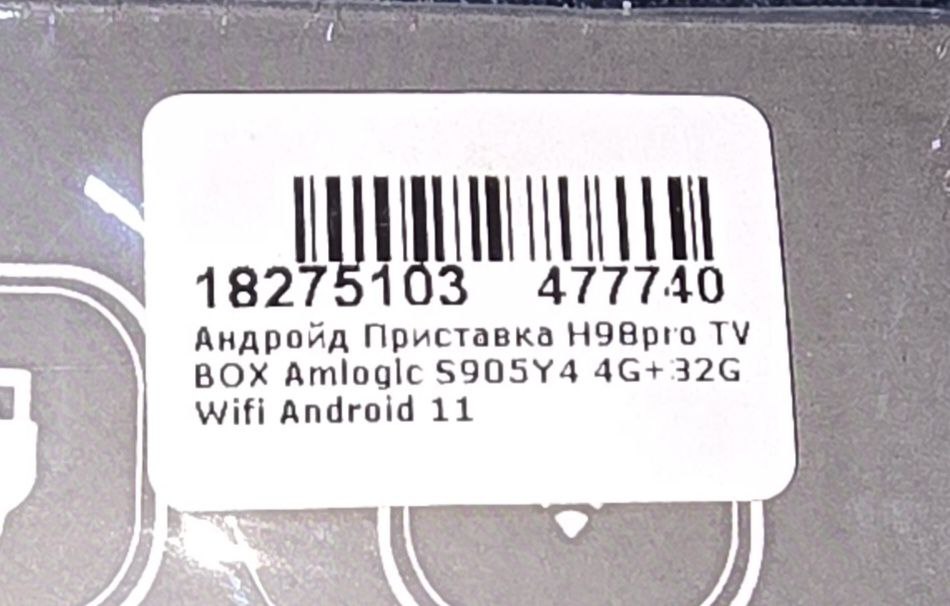 18275103 477740
Андройд Приставка H98pro TV
BOX Amlogic S905Y4 4G+32G
Wifi Android 11